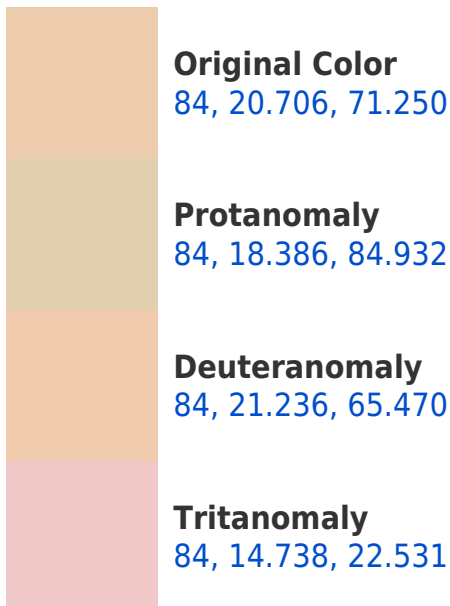 Original Color
84, 20.706, 71.250
Protanomaly
84, 18.386, 84.932
Deuteranomaly
84, 21.236, 65.470
Tritanomaly
84, 14.738, 22.531